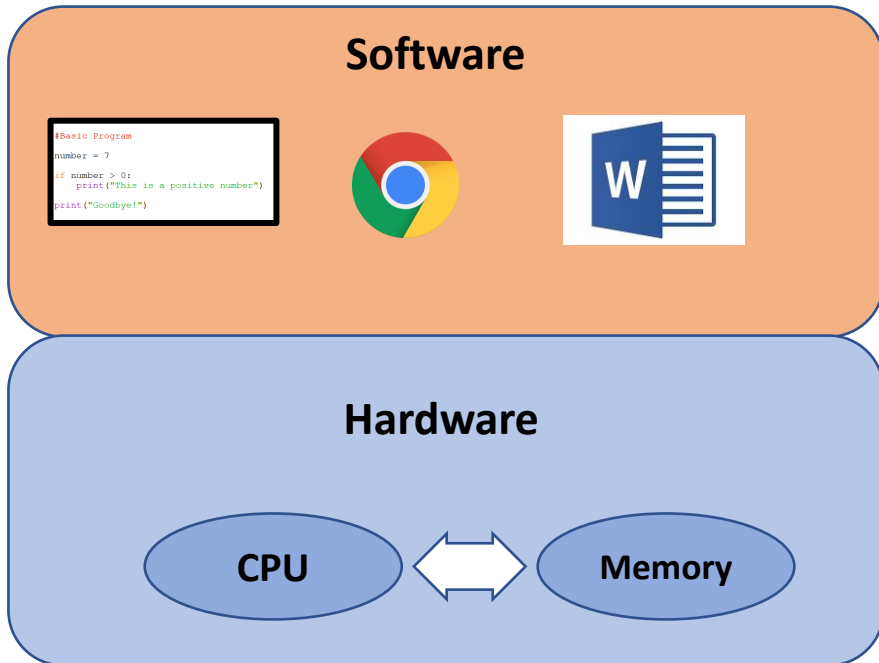 Software
#Basic Program
number = 7
if number > 0:
    print("This is a positive number")
print("Goodbye!")
W
Hardware
CPU
Memory